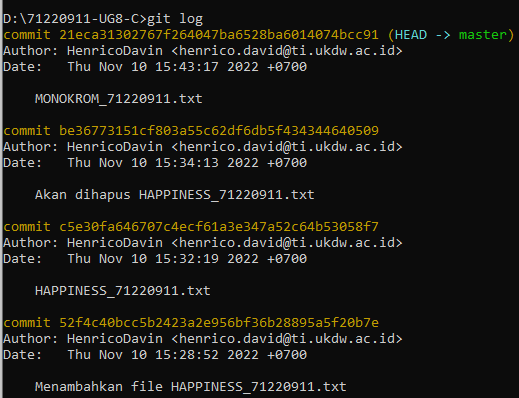 D:\71220911-UG8-C>git log
commit 21eca31302767f264047ba6528ba6014074bcc91 (HEAD -> master)
Author: HenricoDavin <henrico.david@ti.ukdw.ac.id>
Date:   Thu Nov 10 15:43:17 2022 +0700
MONOKROM_71220911.txt
commit be36773151cf803a55c62df6db5f434344640509
Author: HenricoDavin <henrico.david@ti.ukdw.ac.id>
Date:   Thu Nov 10 15:34:13 2022 +0700
Akan dihapus HAPPINESS_71220911.txt
commit c5e30fa646707c4ecf61a3e347a52c64b53058f7
Author: HenricoDavin <henrico.david@ti.ukdw.ac.id>
Date:   Thu Nov 10 15:32:19 2022 +0700
HAPPINESS_71220911.txt
commit 52f4c40bcc5b2423a2e956bf36b28895a5f20b7e
Author: HenricoDavin <henrico.david@ti.ukdw.ac.id>
Date:   Thu Nov 10 15:28:52 2022 +0700
Menambahkan file HAPPINESS_71220911.txt